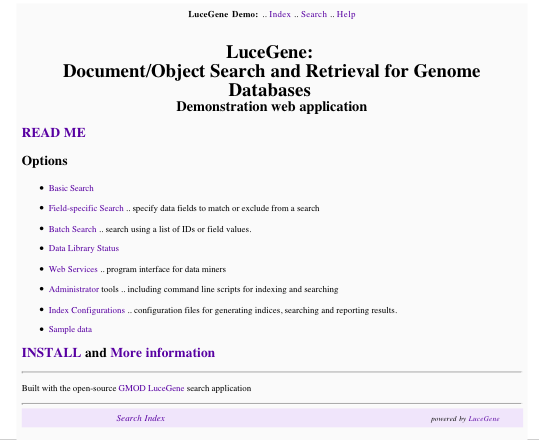 LuceGene Demo: .. Index .. Search .. Help
LuceGene:
Document/Object Search and Retrieval for Genome
Databases
Demonstration web application
READ ME
Options
• Basic Search
• Field-specific Search .. specify data fields to match or exclude from a search
• Batch Search .. search using a list of IDs or field values.
• Data Library Status
• Web Services .. program interface for data miners
• Administrator tools .. including command line scripts for indexing and searching
• Index Configurations .. configuration files for generating indices, searching and reporting results.
• Sample data
INSTALL and More information
Built with the open-source GMOD LuceGene search application
Search Index powered by LuceGene